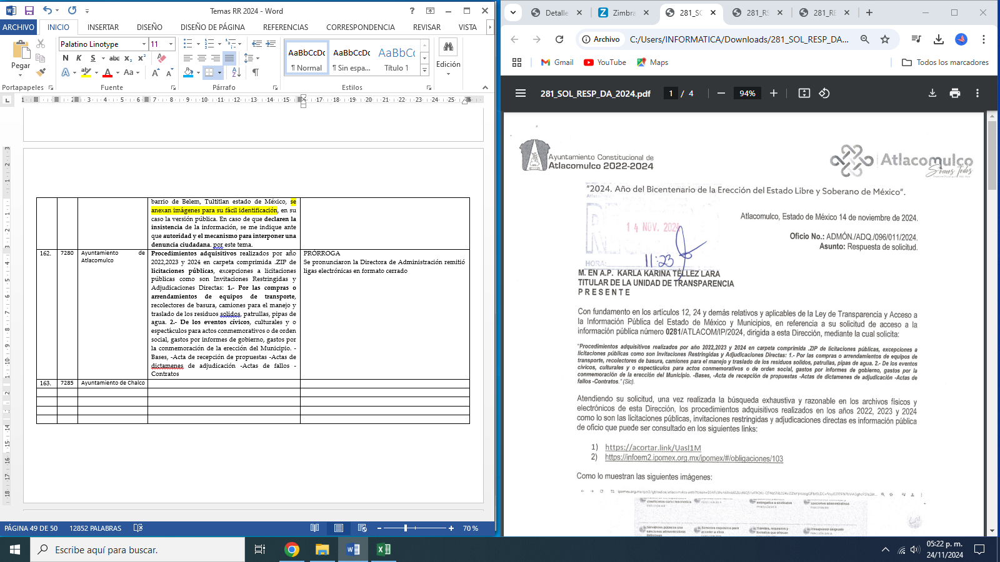 Temas RR 2024 - Word
ARCHIVO INICIO INSERTAR DISEÑO DISEÑO DE PÁGINA REFERENCIAS CORRESPONDENCIA REVISAR VISTA
Pegar
Palatino Linotype 11
N K S abc x₂ x²
A ab A Aa A A
AaBbCcDc AaBbCcDc AaBbCc
¶ Normal ¶ Sin espa... Título 1
Edición
Portapapeles Fuente Párrafo Estilos
barrio de Belem, Tultitlan estado de México, se
anexan imágenes para su fácil identificación, en su
caso la versión pública. En caso de que declaren la
insistencia de la información, se me indique ante
que autoridad y el mecanismo para interponer una
denuncia ciudadana. por este tema.
162. 7280 Ayuntamiento de
Atlacomulco
Procedimientos adquisitivos realizados por año
2022,2023 y 2024 en carpeta comprimida .ZIP de
licitaciones públicas, excepciones a licitaciones
públicas como son Invitaciones Restringidas y
Adjudicaciones Directas: 1.- Por las compras o
arrendamientos de equipos de transporte,
recolectores de basura, camiones para el manejo y
traslado de los residuos solidos, patrullas, pipas de
agua. 2.- De los eventos cívicos, culturales y o
espectáculos para actos conmemorativos o de orden
social, gastos por informes de gobierno, gastos por
la conmemoración de la erección del Municipio. -
Bases, -Acta de recepción de propuestas -Actas de
dictamenes de adjudicación -Actas de fallos -
Contratos
PRÓRROGA
Se pronunciaron la Directora de Administración remitió
ligas electrónicas en formato cerrado
163. 7285 Ayuntamiento de Chalco
PÁGINA 49 DE 50 12852 PALABRAS 70 %
Detalle Zimbra 281_SO 281_RS 281_RE
Archivo C:/Users/INFORMATICA/Downloads/281_SOL_RESP_DA...
Gmail YouTube Maps Todos los marcadores
281_SOL_RESP_DA_2024.pdf 1 / 4 94%
Ayuntamiento Constitucional de
Atlacomulco 2022-2024
Atlacomulco
Somos Todos
"2024. Año del Bicentenario de la Erección del Estado Libre y Soberano de México".
14 NOV. 2024
HORA: 11:23
Atlacomulco, Estado de México 14 de noviembre de 2024.
Oficio No.: ADMÓN./ADQ./096/011/2024.
Asunto: Respuesta de solicitud.
M. EN A.P. KARLA KARINA TÉLLEZ LARA
TITULAR DE LA UNIDAD DE TRANSPARENCIA
P R E S E N T E
Con fundamento en los artículos 12, 24 y demás relativos y aplicables de la Ley de Transparencia y Acceso a
la Información Pública del Estado de México y Municipios, en referencia a su solicitud de acceso a la
información pública número 0281/ATLACOM/IP/2024, dirigida a esta Dirección, mediante la cual solicita:
"Procedimientos adquisitivos realizados por año 2022,2023 y 2024 en carpeta comprimida .ZIP de licitaciones públicas, excepciones a
licitaciones públicas como son Invitaciones Restringidas y Adjudicaciones Directas: 1.- Por las compras o arrendamientos de equipos de
transporte, recolectores de basura, camiones para el manejo y traslado de los residuos solidos, patrullas, pipas de agua. 2.- De los eventos
cívicos, culturales y o espectáculos para actos conmemorativos o de orden social, gastos por informes de gobierno, gastos por la
conmemoración de la erección del Municipio. -Bases, -Acta de recepción de propuestas -Actas de dictamenes de adjudicación -Actas de
fallos -Contratos." (Sic).
Atendiendo su solicitud, una vez realizada la búsqueda exhaustiva y razonable en los archivos físicos y
electrónicos de esta Dirección, los procedimientos adquisitivos realizados en los años 2022, 2023 y 2024
como lo son las licitaciones públicas, invitaciones restringidas y adjudicaciones directas es información pública
de oficio que puede ser consultado en los siguientes links:
1) https://acortar.link/Uasl1M
2) https://infoem2.ipomex.org.mx/ipomex/#/obligaciones/103
Como lo muestran las siguientes imágenes:
Escribe aquí para buscar.
05:22 p. m.
24/11/2024